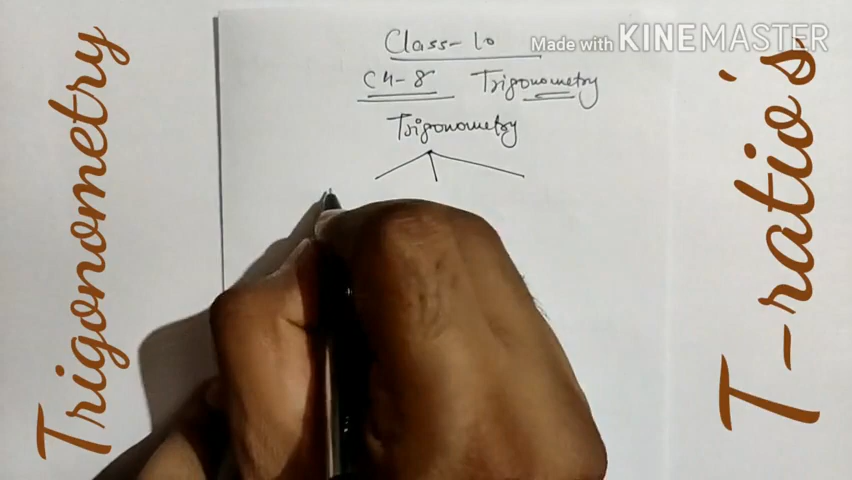 Class-10
Made with KINEMASTER
Ch-8 Trigonometry
Trigonometry
Trigonometry
T-ratio's